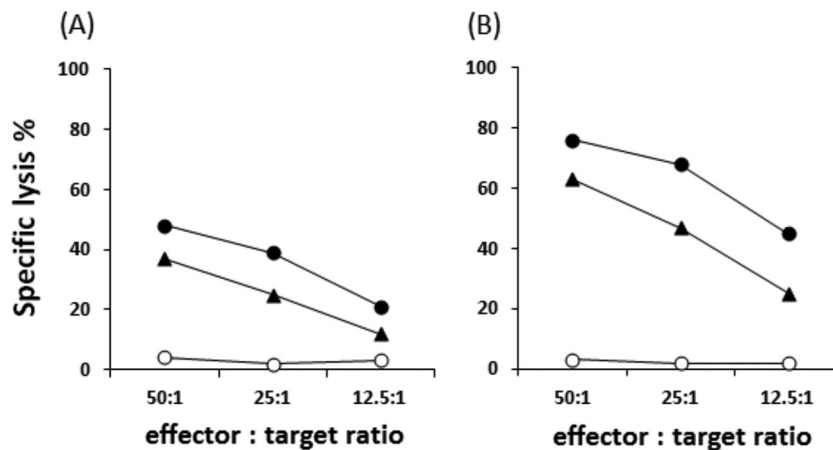 (A)
Specific lysis %
100
80
60
40
20
0
50:1 25:1 12.5:1
effector : target ratio
(B)
100
80
60
40
20
0
50:1 25:1 12.5:1
effector : target ratio